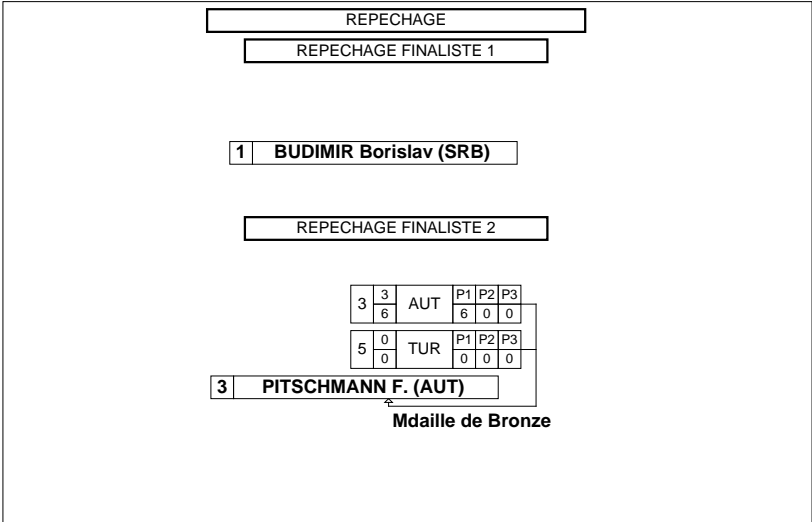 REPECHAGE
REPECHAGE FINALISTE 1
1 BUDIMIR Borislav (SRB)
REPECHAGE FINALISTE 2
3 3 AUT P1 P2 P3
6 6 0 0
5 0 TUR P1 P2 P3
0 0 0 0
3 PITSCHMANN F. (AUT)
Mdaille de Bronze